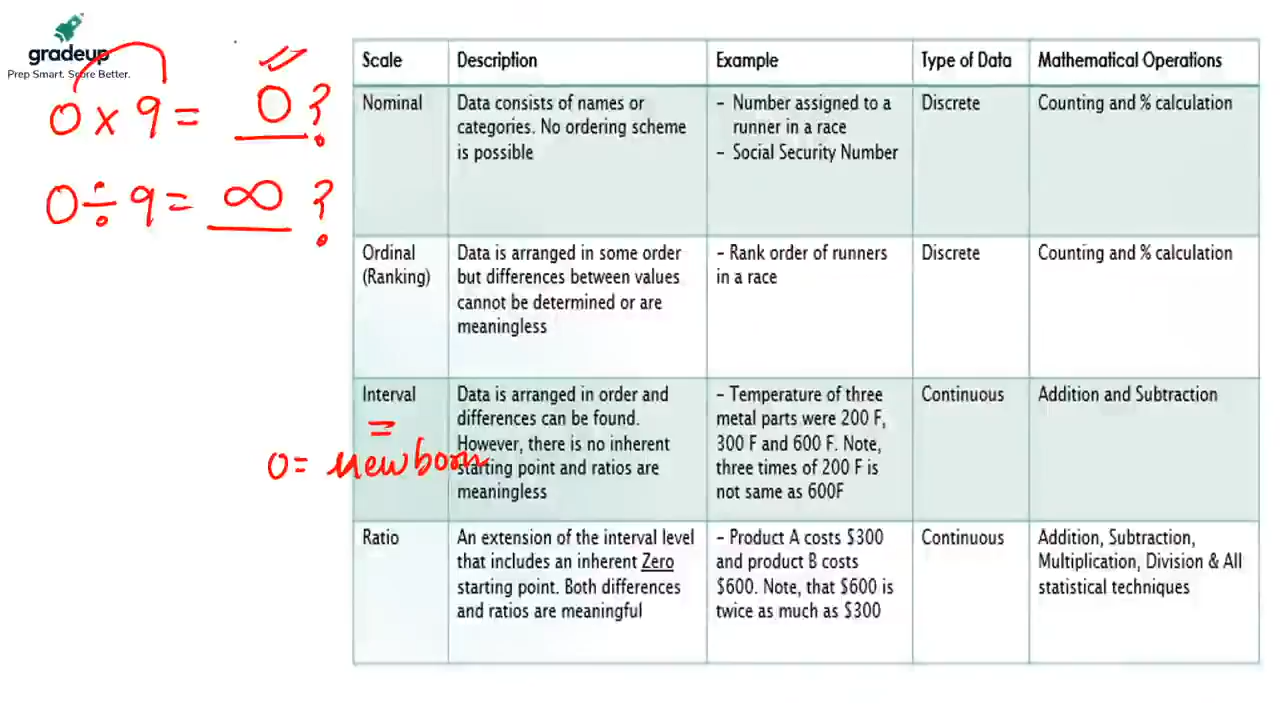 gradeup
Prep Smart. Score Better.
0 x 9 = 0 ?
0 ÷ 9 = ∞ ?
Scale
Description
Example
Type of Data
Mathematical Operations
Nominal
Data consists of names or
categories. No ordering scheme
is possible
- Number assigned to a
runner in a race
- Social Security Number
Discrete
Counting and % calculation
Ordinal
(Ranking)
Data is arranged in some order
but differences between values
cannot be determined or are
meaningless
- Rank order of runners
in a race
Discrete
Counting and % calculation
Interval
=
0= newborn
Data is arranged in order and
differences can be found.
However, there is no inherent
starting point and ratios are
meaningless
- Temperature of three
metal parts were 200 F,
300 F and 600 F. Note,
three times of 200 F is
not same as 600F
Continuous
Addition and Subtraction
Ratio
An extension of the interval level
that includes an inherent Zero
starting point. Both differences
and ratios are meaningful
- Product A costs $300
and product B costs
$600. Note, that $600 is
twice as much as $300
Continuous
Addition, Subtraction,
Multiplication, Division & All
statistical techniques